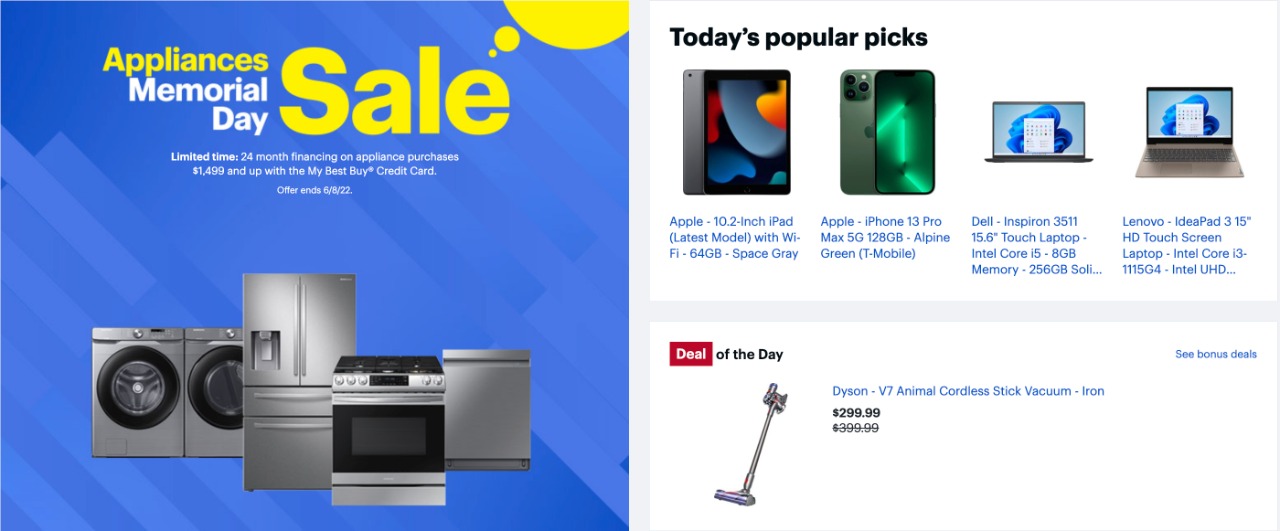 Appliances
Memorial
Day
Sale
Limited time: 24 month financing on appliance purchases
$1,499 and up with the My Best Buy® Credit Card.
Offer ends 6/8/22.
Today's popular picks
Apple - 10.2-Inch iPad
(Latest Model) with Wi-
Fi - 64GB - Space Gray
Apple - iPhone 13 Pro
Max 5G 128GB - Alpine
Green (T-Mobile)
Dell - Inspiron 3511
15.6" Touch Laptop -
Intel Core i5 - 8GB
Memory - 256GB Soli...
Lenovo - IdeaPad 3 15"
HD Touch Screen
Laptop - Intel Core i3-
1115G4 - Intel UHD...
Deal of the Day
See bonus deals
Dyson - V7 Animal Cordless Stick Vacuum - Iron
$299.99
$399.99